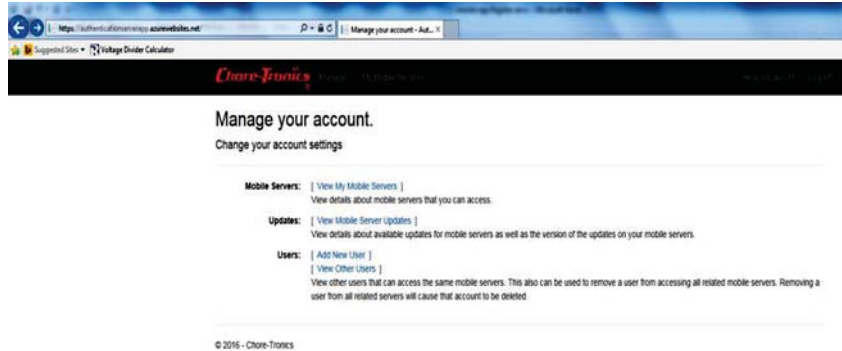 https://authenticationserverapp.azurewebsites.net/
Manage your account - Aut...
Suggested Sites
Voltage Divider Calculator
Chore-Tronics
Manage your account.
Change your account settings
Mobile Servers: [ View My Mobile Servers ]
View details about mobile servers that you can access.
Updates: [ View Mobile Server Updates ]
View details about available updates for mobile servers as well as the version of the updates on your mobile servers.
Users: [ Add New User ]
[ View Other Users ]
View other users that can access the same mobile servers. This also can be used to remove a user from accessing all related mobile servers. Removing a
user from all related servers will cause that account to be deleted.
© 2016 - Chore-Tronics